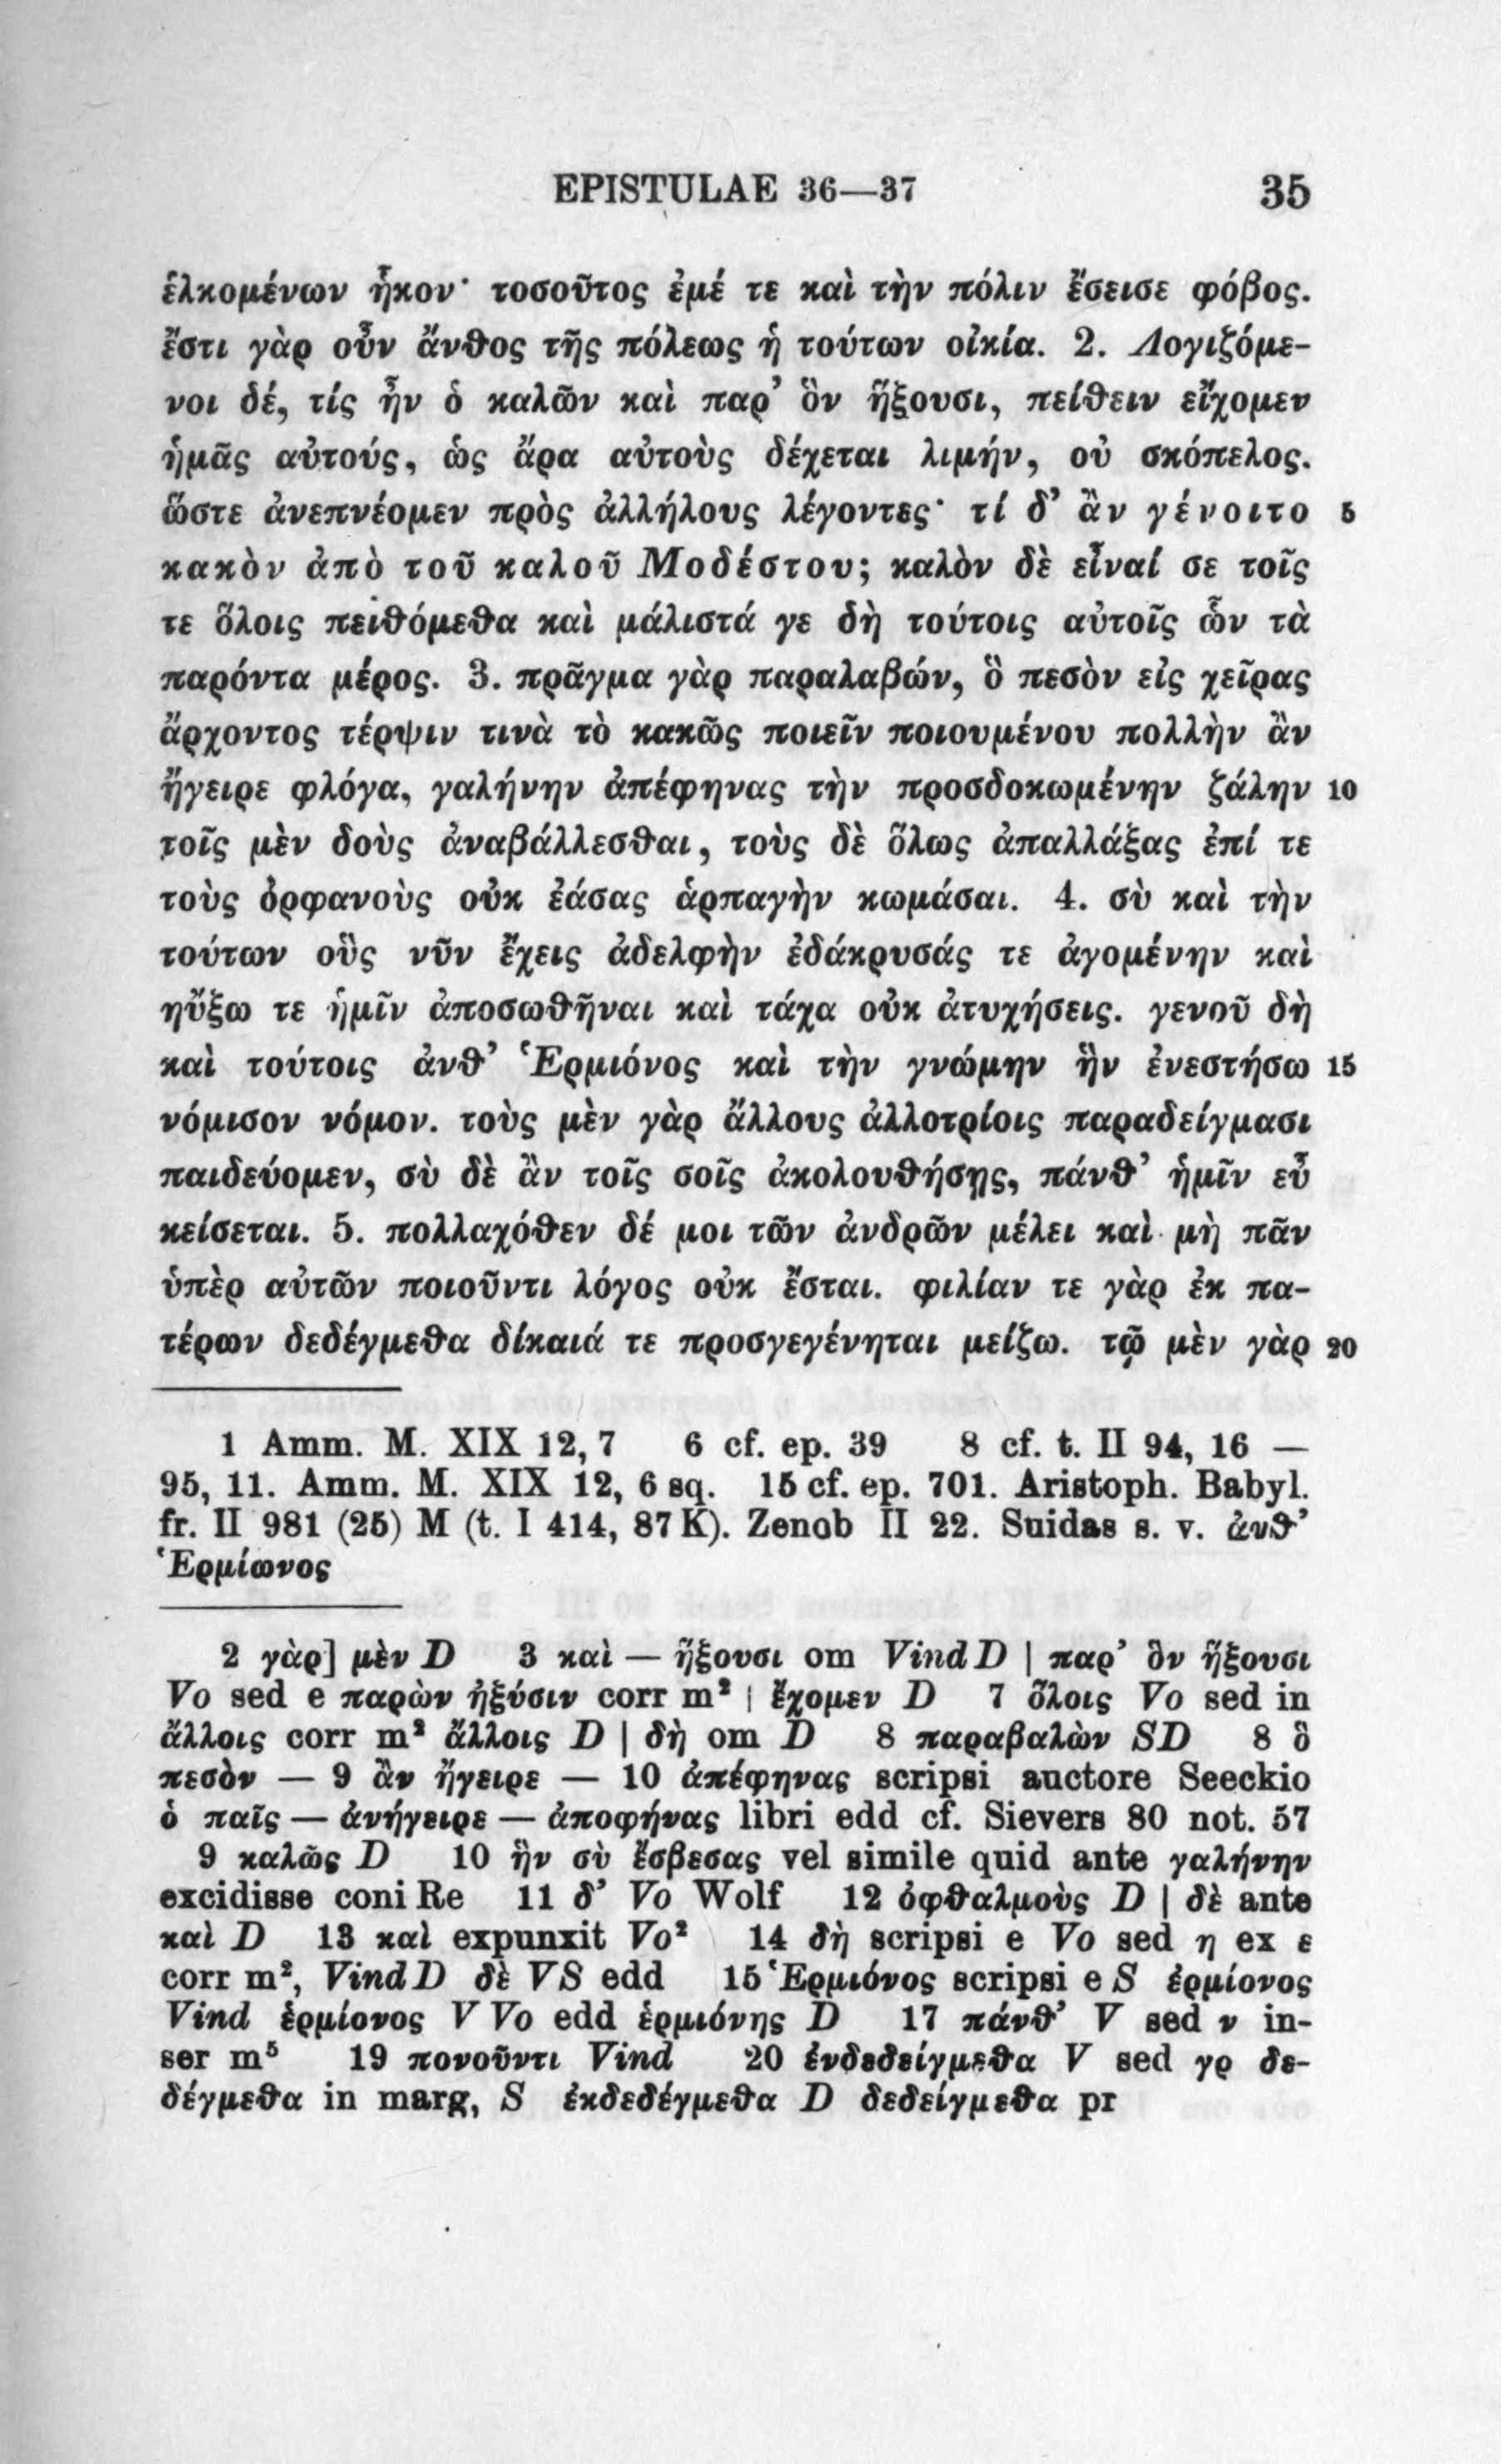 EPISTULAE 36—37 35
ἑλκομένων ἧκον· τοσοῦτος ἐμέ τε καὶ τὴν πόλιν ἔσεισε φόβος.
ἔστι γὰρ οὖν ἄνθος τῆς πόλεως ἡ τούτων οἰκία. 2. Λογιζόμε-
νοι δέ, τίς ἦν ὁ καλῶν καὶ παρ’ ὃν ἥξουσι, πείθειν εἴχομεν
ἡμᾶς αὐτούς, ὡς ἄρα αὐτοὺς δέχεται λιμήν, οὐ σκόπελος.
ὥστε ἀνεπνέομεν πρὸς ἀλλήλους λέγοντες· τί δ’ ἂν γένοιτο 5
κακὸν ἀπὸ τοῦ καλοῦ Μοδέστου; καλὸν δὲ εἶναί σε τοῖς
τε ὅλοις πειθόμεθα καὶ μάλιστά γε δὴ τούτοις αὐτοῖς ὧν τὰ
παρόντα μέρος. 3. πρᾶγμα γὰρ παραλαβών, ὃ πεσὸν εἰς χεῖρας
ἄρχοντος τέρψιν τινὰ τὸ κακῶς ποιεῖν ποιουμένου πολλὴν ἂν
ἤγειρε φλόγα, γαλήνην ἀπέφηνας τὴν προσδοκωμένην ζάλην 10
τοῖς μὲν δοὺς ἀναβάλλεσθαι, τοὺς δὲ ὅλως ἀπαλλάξας ἐπί τε
τοὺς ὀρφανοὺς οὐκ ἐάσας ἁρπαγὴν κωμάσαι. 4. σὺ καὶ τὴν
τούτων οὓς νῦν ἔχεις ἀδελφὴν ἐδάκρυσάς τε ἀγομένην καὶ
ηὔξω τε ἡμῖν ἀποσωθῆναι καὶ τάχα οὐκ ἀτυχήσεις. γενοῦ δὴ
καὶ τούτοις ἀνθ’ Ἑρμιόνος καὶ τὴν γνώμην ἣν ἐνεστήσω 15
νόμισον νόμον. τοὺς μὲν γὰρ ἄλλους ἀλλοτρίοις παραδείγμασι
παιδεύομεν, σὺ δὲ ἂν τοῖς σοῖς ἀκολουθήσῃς, πάνθ’ ἡμῖν εὖ
κείσεται. 5. πολλαχόθεν δέ μοι τῶν ἀνδρῶν μέλει καὶ μὴ πᾶν
ὑπὲρ αὐτῶν ποιοῦντι λόγος οὐκ ἔσται. φιλίαν τε γὰρ ἐκ πα-
τέρων δεδέγμεθα δίκαιά τε προσγεγένηται μείζω. τῷ μὲν γὰρ 20
1 Amm. M. XIX 12, 7 6 cf. ep. 39 8 cf. t. II 94, 16 —
95, 11. Amm. M. XIX 12, 6 sq. 15 cf. ep. 701. Aristoph. Babyl.
fr. II 981 (25) M (t. I 414, 87 K). Zenob II 22. Suidas s. v. ἀνθ’
Ἑρμίωνος
2 γὰρ] μὲν D 3 καὶ — ἥξουσι om Vind D | παρ’ ὃν ἥξουσι
Vo sed e παρὼν ἠξύσιν corr m² | ἔχομεν D 7 ὅλοις Vo sed in
ἄλλοις corr m² ἄλλοις D | δὴ om D 8 παραβαλὼν SD 8 ὃ
πεσὸν — 9 ἂν ἤγειρε — 10 ἀπέφηνας scripsi auctore Seeckio
ὁ παῖς — ἀνήγειρε — ἀποφήνας libri edd cf. Sievers 80 not. 57
9 καλῶς D 10 ἣν σὺ ἔσβεσας vel simile quid ante γαλήνην
excidisse coni Re 11 δ’ Vo Wolf 12 ὀφθαλμοὺς D | δὲ ante
καὶ D 13 καὶ expunxit Vo² 14 δὴ scripsi e Vo sed η ex ε
corr m², Vind D δὲ VS edd 15 Ἑρμιόνος scripsi e S ἑρμίονος
Vind ἑρμίονος V Vo edd ἑρμιόνης D 17 πάνθ’ V sed ν in-
ser m⁵ 19 πονοῦντι Vind 20 ἐνδεδείγμεθα V sed γρ δε-
δέγμεθα in marg, S ἐκδεδέγμεθα D δεδείγμεθα pr